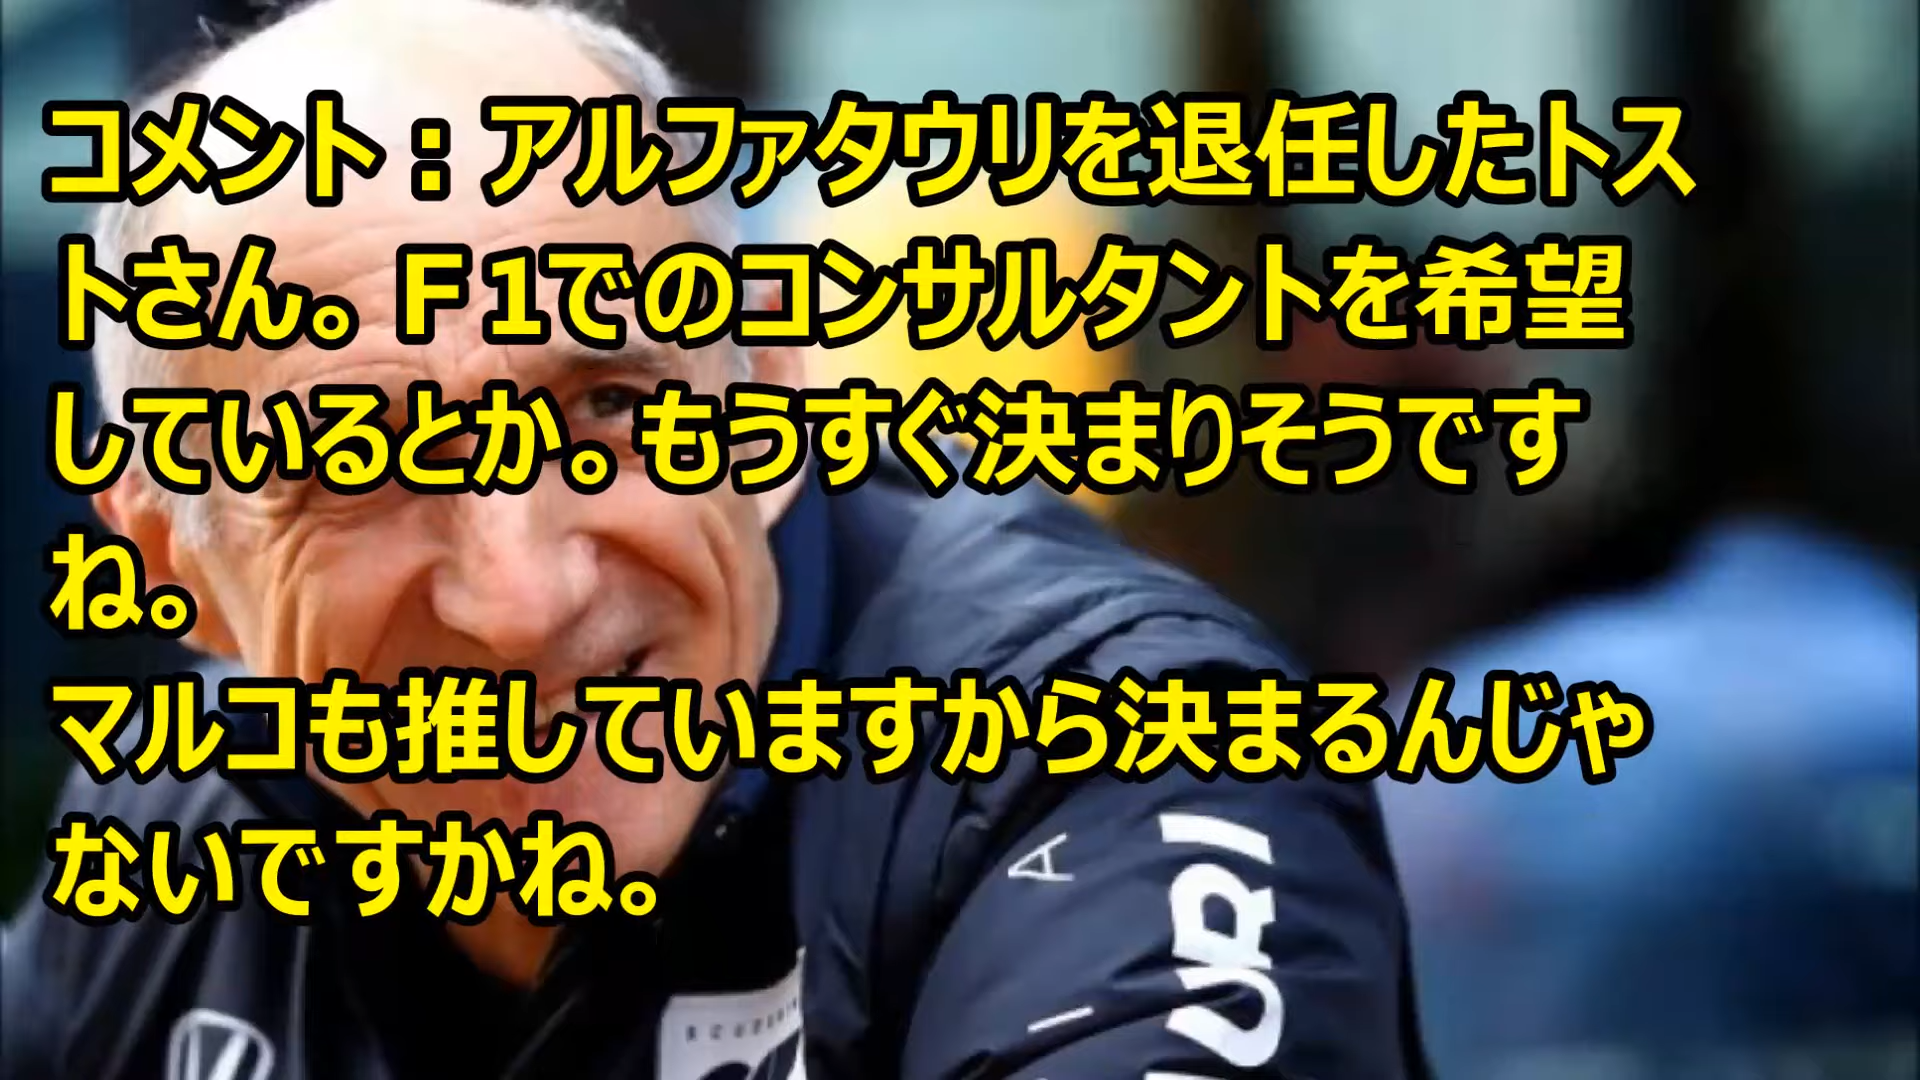 コメント：アルファタウリを退任したトス
トさん。Ｆ1でのコンサルタントを希望
しているとか。もうすぐ決まりそうです
ね。
マルコも推していますから決まるんじゃ
ないですかね。
A
URI
SCUDERIA